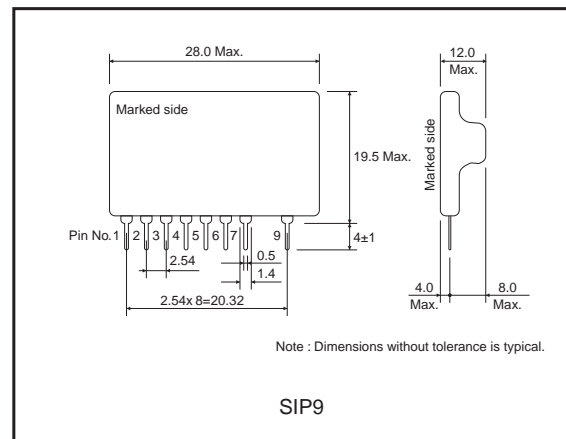 28.0 Max.
12.0
Max.
Marked side
Marked side
19.5 Max.
Pin No.1 2 3 4 5 6 7 9
4±1
2.54
0.5
1.4
2.54x 8=20.32
4.0
Max.
8.0
Max.
Note : Dimensions without tolerance is typical.
SIP9